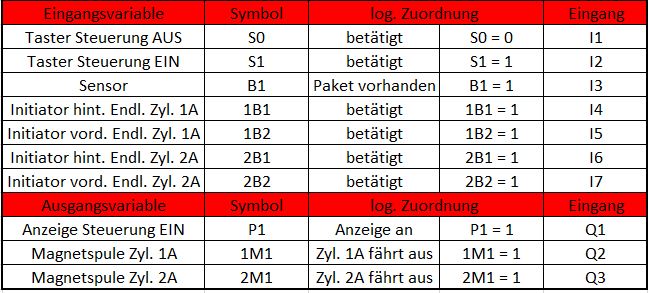 Eingangsvariable Symbol log. Zuordnung Eingang
Taster Steuerung AUS S0 betätigt S0 = 0 I1
Taster Steuerung EIN S1 betätigt S1 = 1 I2
Sensor B1 Paket vorhanden B1 = 1 I3
Initiator hint. Endl. Zyl. 1A 1B1 betätigt 1B1 = 1 I4
Initiator vord. Endl. Zyl. 1A 1B2 betätigt 1B2 = 1 I5
Initiator hint. Endl. Zyl. 2A 2B1 betätigt 2B1 = 1 I6
Initiator vord. Endl. Zyl. 2A 2B2 betätigt 2B2 = 1 I7
Ausgangsvariable Symbol log. Zuordnung Eingang
Anzeige Steuerung EIN P1 Anzeige an P1 = 1 Q1
Magnetspule Zyl. 1A 1M1 Zyl. 1A fährt aus 1M1 = 1 Q2
Magnetspule Zyl. 2A 2M1 Zyl. 2A fährt aus 2M1 = 1 Q3